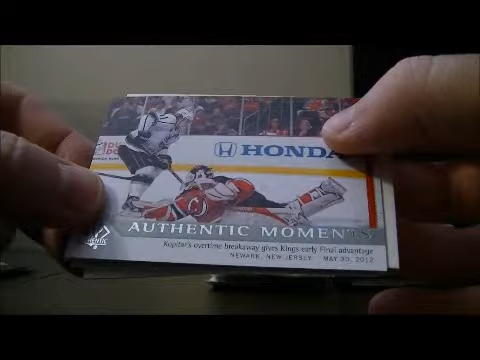 HONDA
AUTHENTIC MOMENTS
Kopitar's overtime breakaway gives Kings early Final advantage
NEWARK, NEW JERSEY MAY 30, 2012